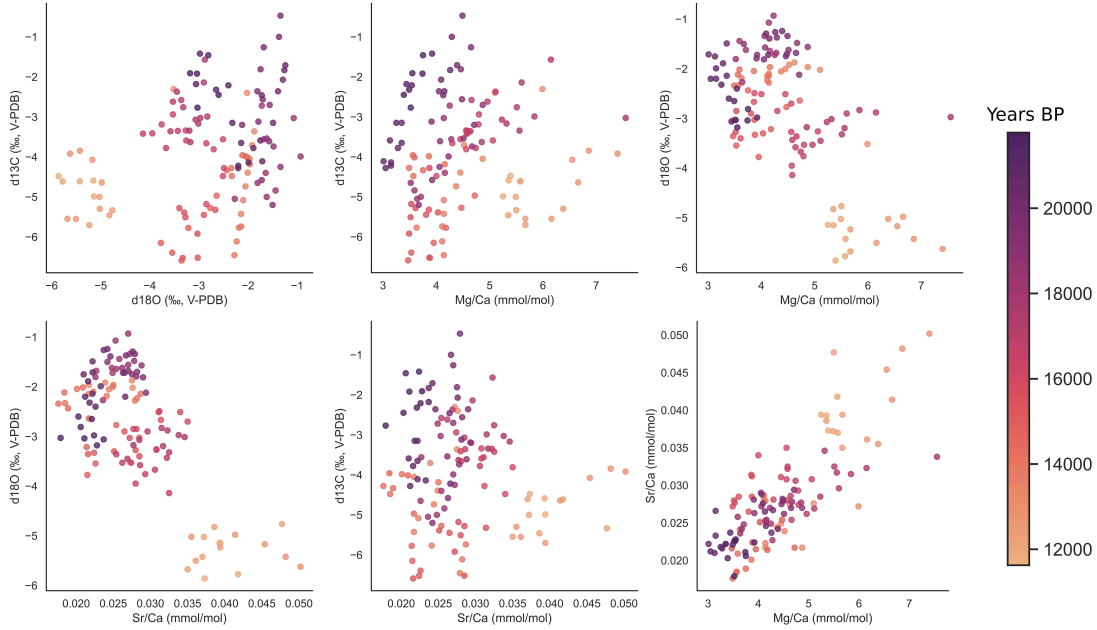 −1
−2
−3
−4
−5
−6
d13C (‰, V-PDB)
−6 −5 −4 −3 −2 −1
d18O (‰, V-PDB)
−1
−2
−3
−4
−5
−6
d13C (‰, V-PDB)
3 4 5 6 7
Mg/Ca (mmol/mol)
−1
−2
−3
−4
−5
−6
d18O (‰, V-PDB)
3 4 5 6 7
Mg/Ca (mmol/mol)
−1
−2
−3
−4
−5
−6
d18O (‰, V-PDB)
0.020 0.025 0.030 0.035 0.040 0.045 0.050
Sr/Ca (mmol/mol)
−1
−2
−3
−4
−5
−6
d13C (‰, V-PDB)
0.020 0.025 0.030 0.035 0.040 0.045 0.050
Sr/Ca (mmol/mol)
0.050
0.045
0.040
0.035
0.030
0.025
0.020
Sr/Ca (mmol/mol)
3 4 5 6 7
Mg/Ca (mmol/mol)
Years BP
20000
18000
16000
14000
12000